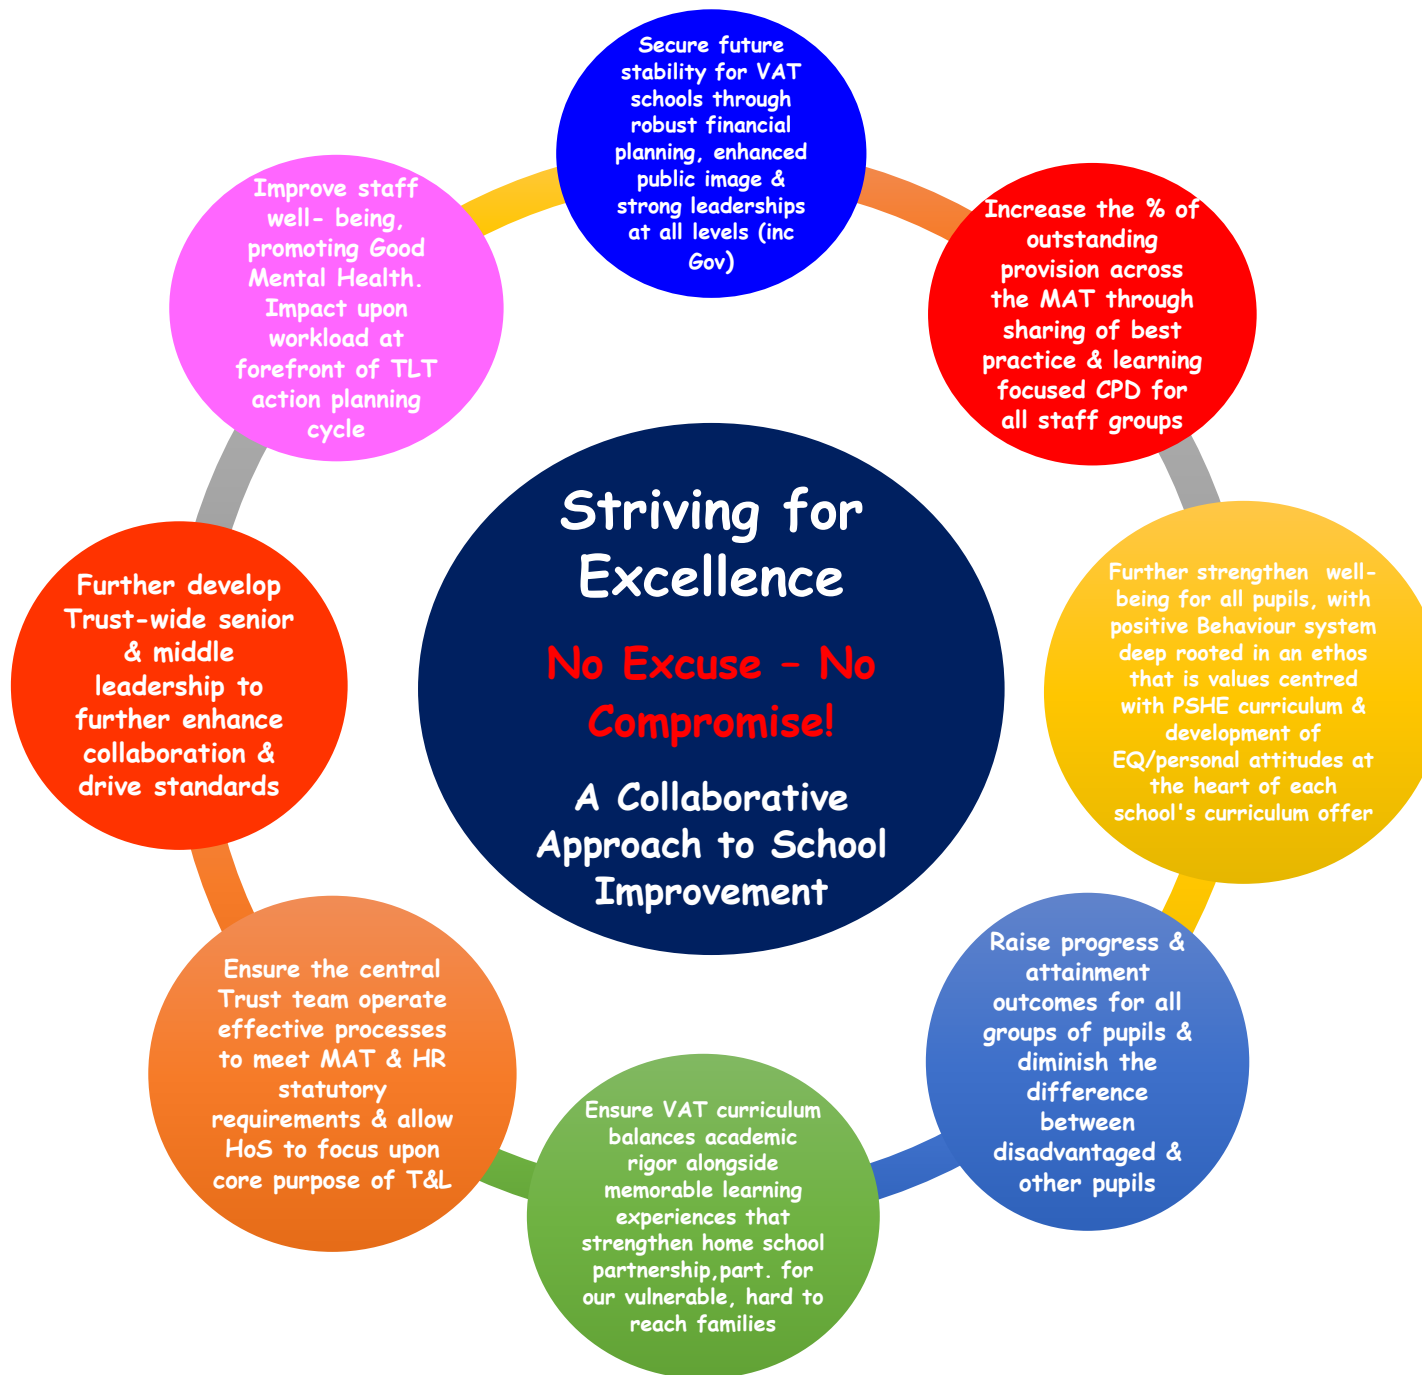 Secure future
stability for VAT
schools through
robust financial
planning, enhanced
public image &
strong leaderships
at all levels (inc
Gov)
Increase the % of
outstanding
provision across
the MAT through
sharing of best
practice & learning
focused CPD for
all staff groups
Further strengthen well-
being for all pupils, with
positive Behaviour system
deep rooted in an ethos
that is values centred
with PSHE curriculum &
development of
EQ/personal attitudes at
the heart of each
school's curriculum offer
Raise progress &
attainment
outcomes for all
groups of pupils &
diminish the
difference
between
disadvantaged &
other pupils
Ensure VAT curriculum
balances academic
rigor alongside
memorable learning
experiences that
strengthen home school
partnership,part. for
our vulnerable, hard to
reach families
Ensure the central
Trust team operate
effective processes
to meet MAT & HR
statutory
requirements & allow
HoS to focus upon
core purpose of T&L
Further develop
Trust-wide senior
& middle
leadership to
further enhance
collaboration &
drive standards
Improve staff
well- being,
promoting Good
Mental Health.
Impact upon
workload at
forefront of TLT
action planning
cycle
Striving for
Excellence
No Excuse – No
Compromise!
A Collaborative
Approach to School
Improvement